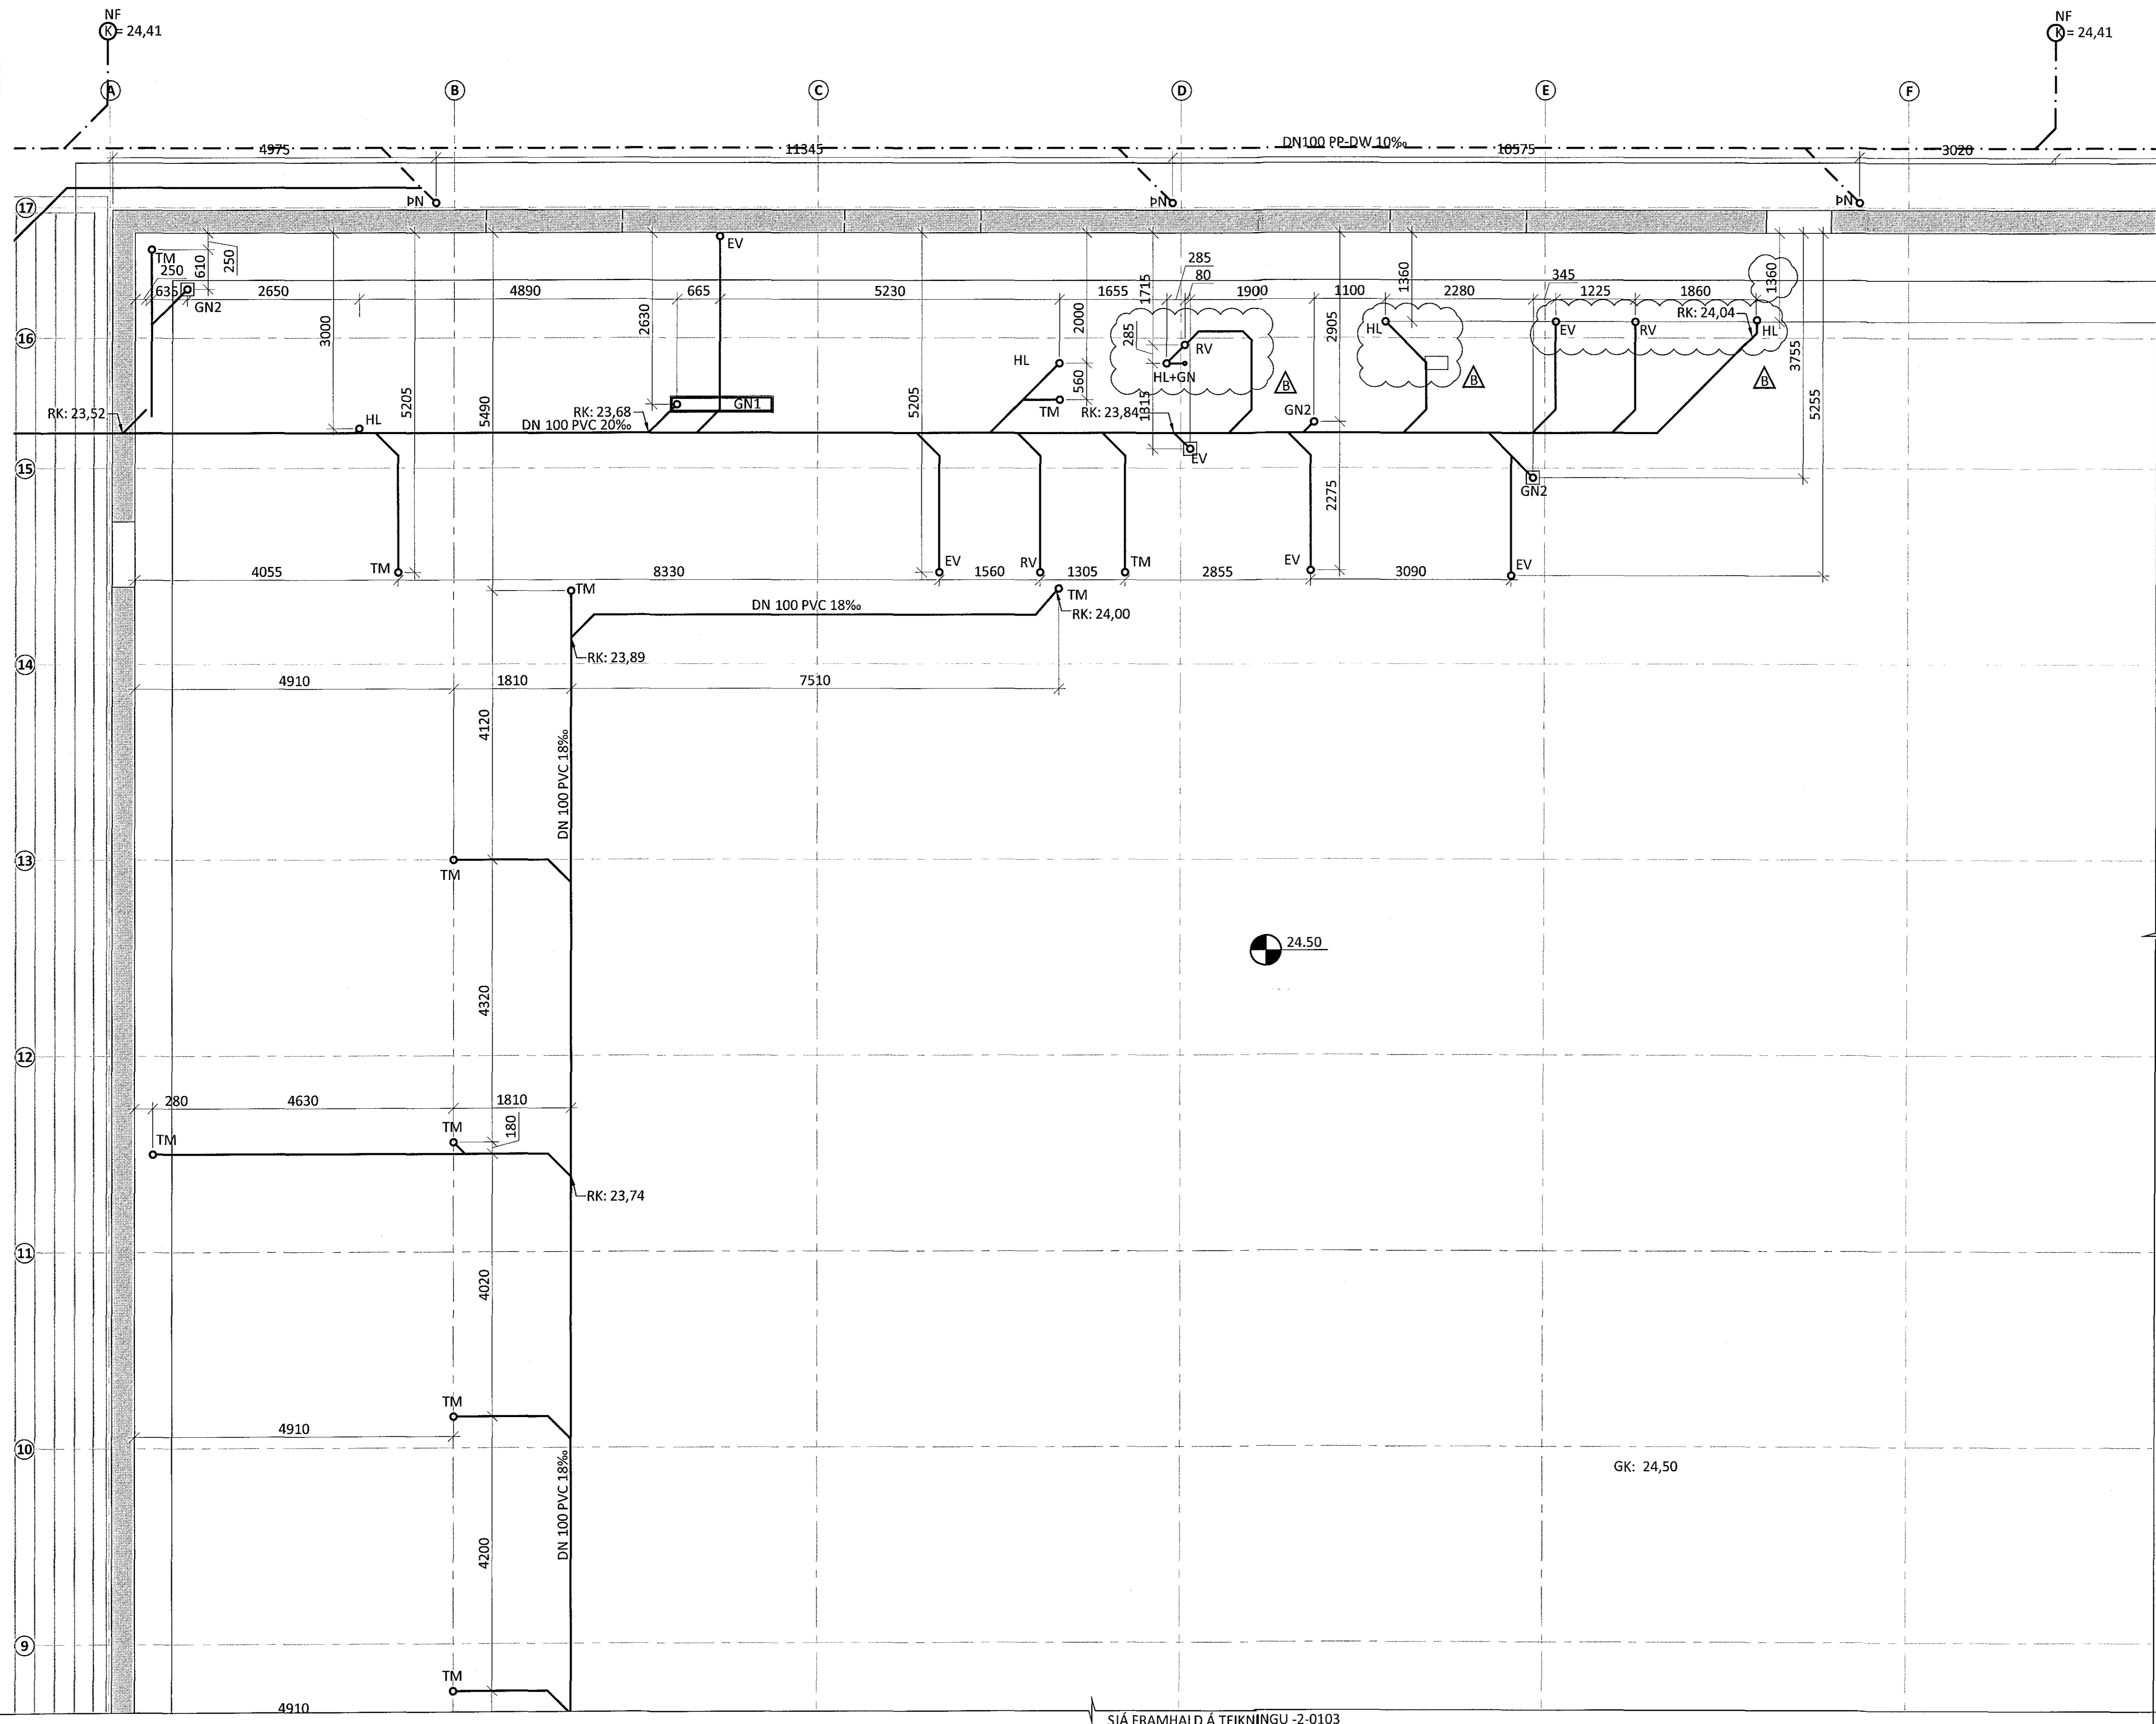 NF
K = 24,41
NF
K = 24,41
A
B
C
D
E
F
DN100 PP-DW 10‰
4975
11345
10575
3020
ÞN
ÞN
ÞN
17
TM
EV
250
610
250
635
GN2
2650
4890
665
5230
1655
1715
285
80
1900
1100
1360
2280
345
1225
1860
1360
3000
2630
2000
2905
RK: 24,04
HL
EV
RV
HL
16
285
RV
HL
HL+GN
B
B
B
3755
5205
5490
5205
560
TM
1315
5255
RK: 23,52
HL
RK: 23,68
GN1
DN 100 PVC 20‰
RK: 23,84
GN2
EV
15
GN2
2275
TM
EV
RV
TM
EV
EV
4055
8330
1560
1305
2855
3090
TM
DN 100 PVC 18‰
TM
RK: 24,00
RK: 23,89
14
4910
1810
7510
4120
DN 100 PVC 18‰
13
TM
24.50
4320
12
280
4630
1810
TM
TM
180
RK: 23,74
11
4020
TM
4910
10
GK: 24,50
DN 100 PVC 18‰
4200
9
TM
4910
SJÁ FRAMHALD Á TEIKNINGU -2-0103